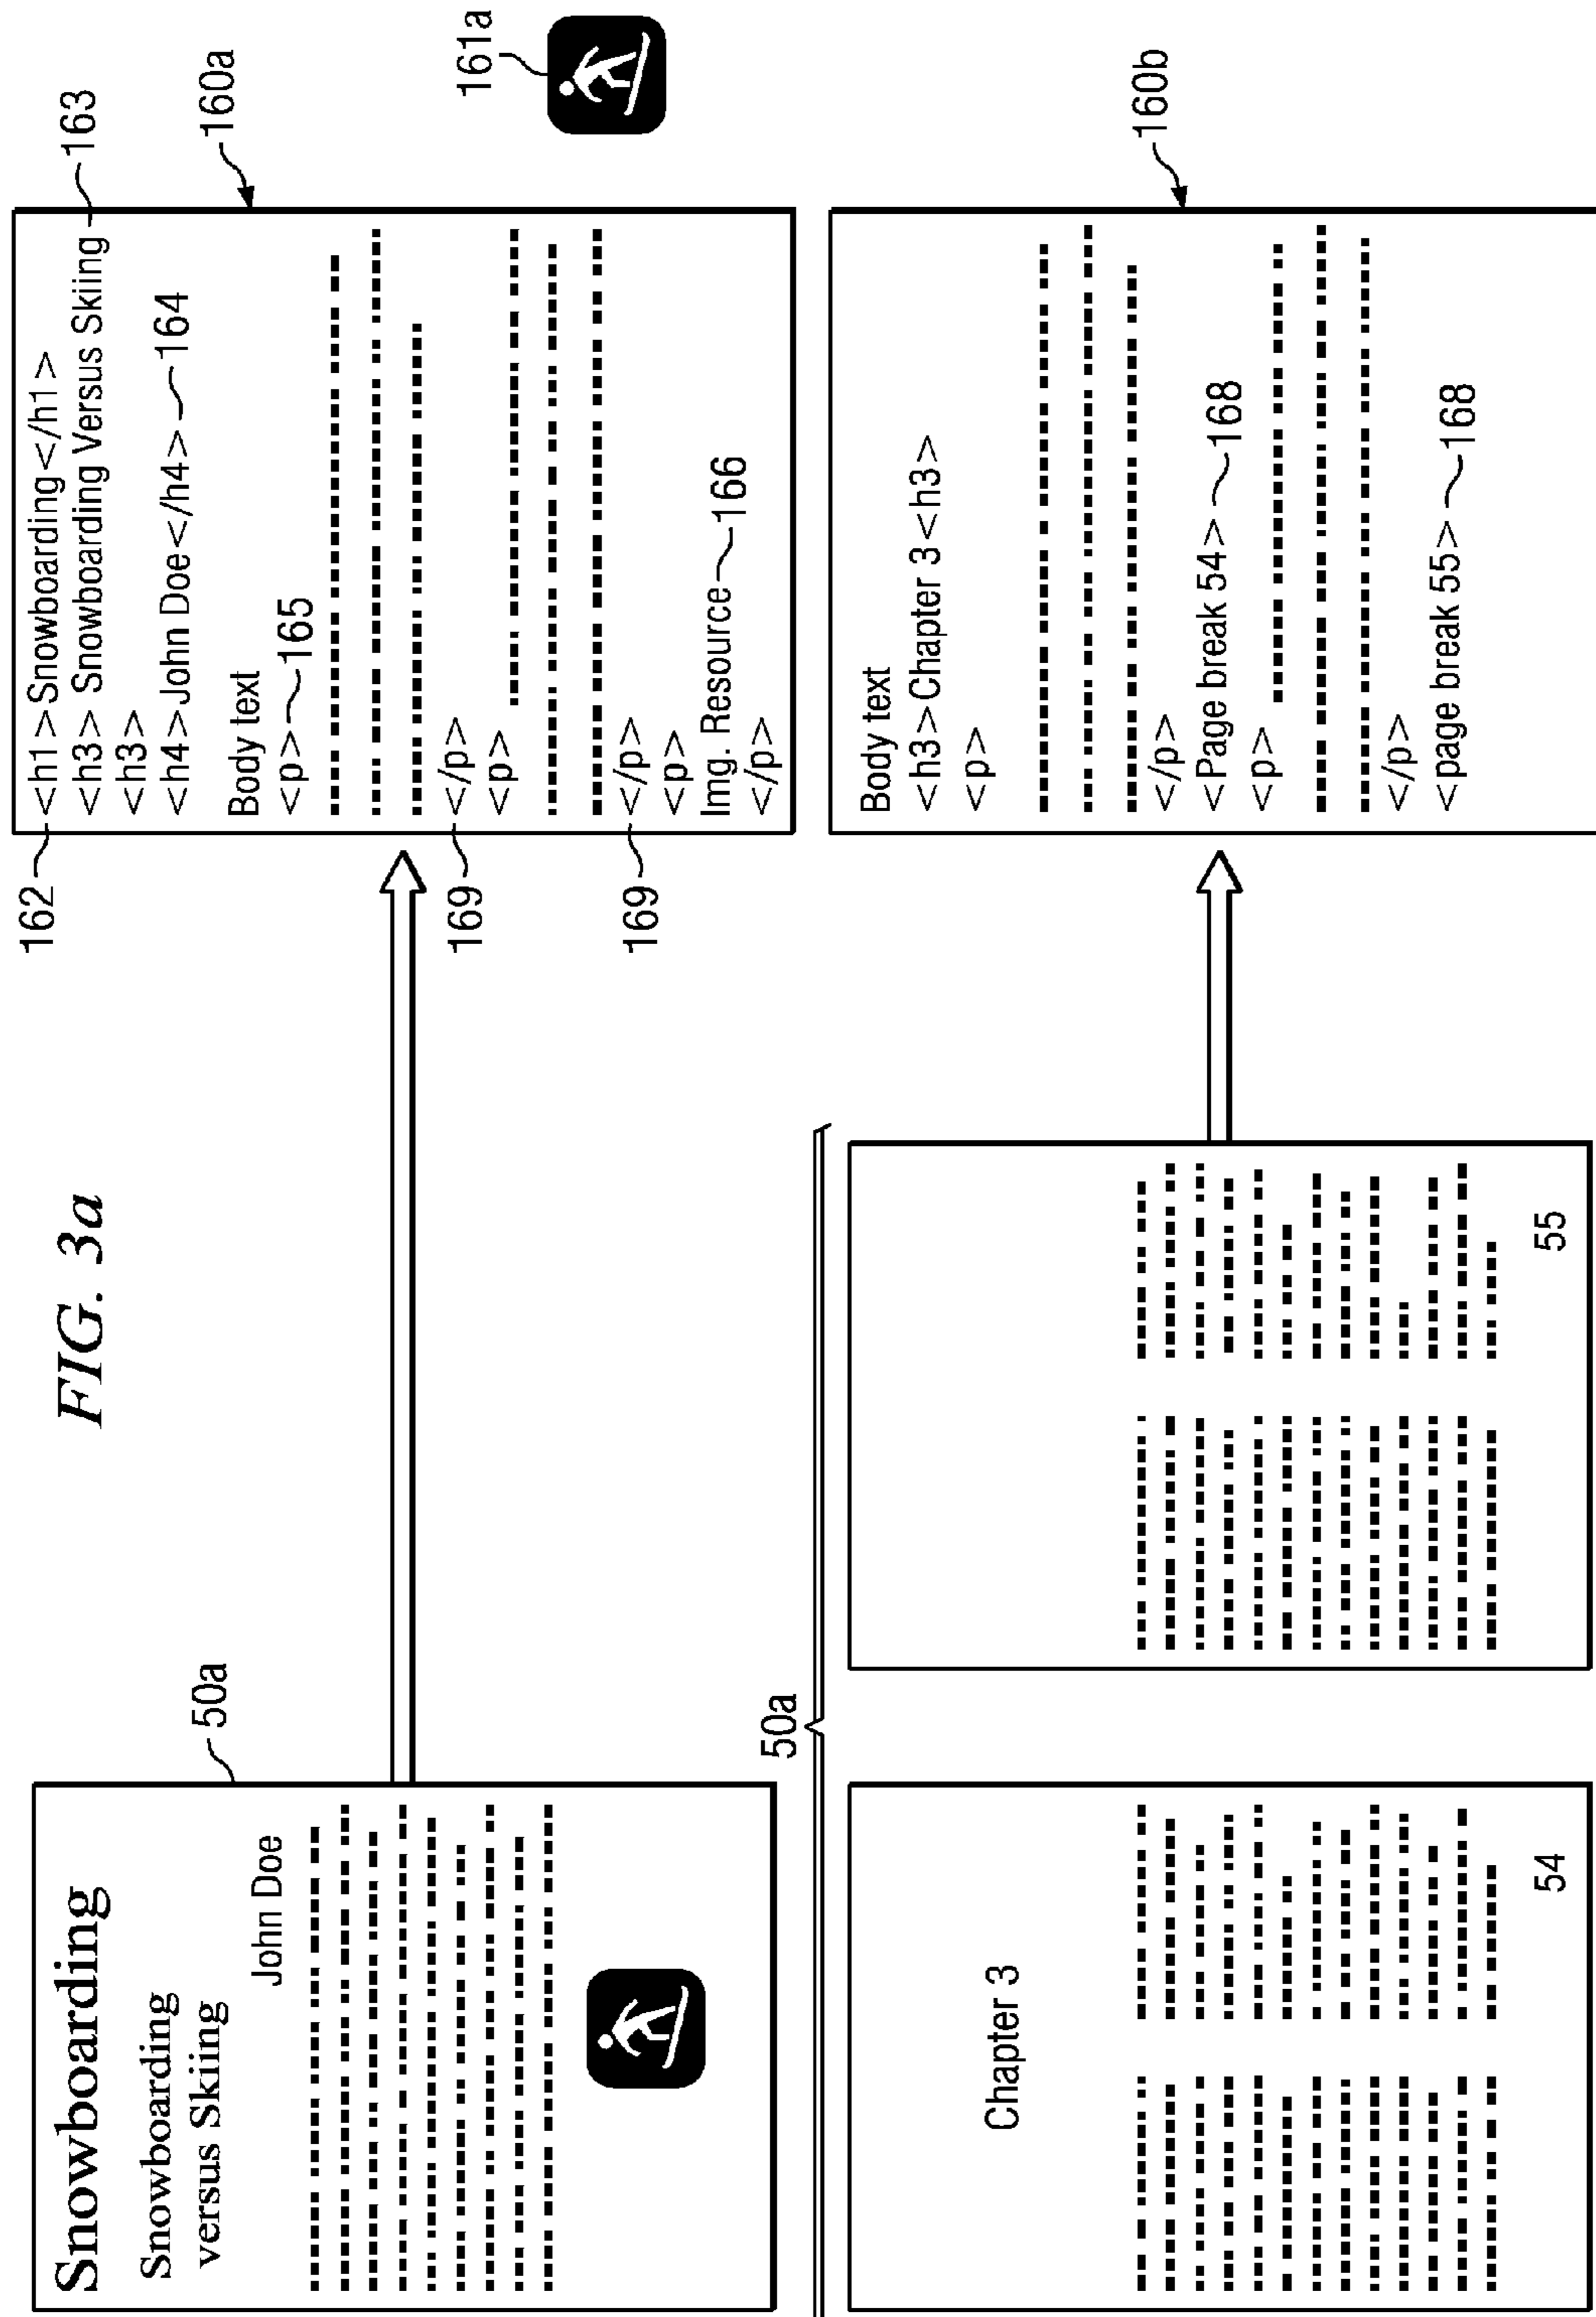 FIG. 3a
Snowboarding
Snowboarding
versus Skiing
John Doe
50a
162
<h1>Snowboarding</h1>
<h3> Snowboarding Versus Skiing
163
<h3>
<h4>John Doe</h4>
164
160a
Body text
<p>
165
169
</p>
<p>
169
</p>
<p>
Img. Resource
166
</p>
161a
50a
Chapter 3
54
55
160b
Body text
<h3>Chapter 3<h3>
<p>
</p>
<Page break 54>
168
<p>
</p>
<page break 55>
168